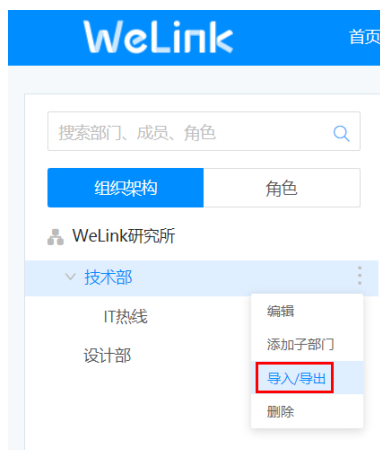 WeLink
首页
搜索部门、成员、角色
组织架构
角色
WeLink研究所
技术部
IT热线
设计部
编辑
添加子部门
导入/导出
删除